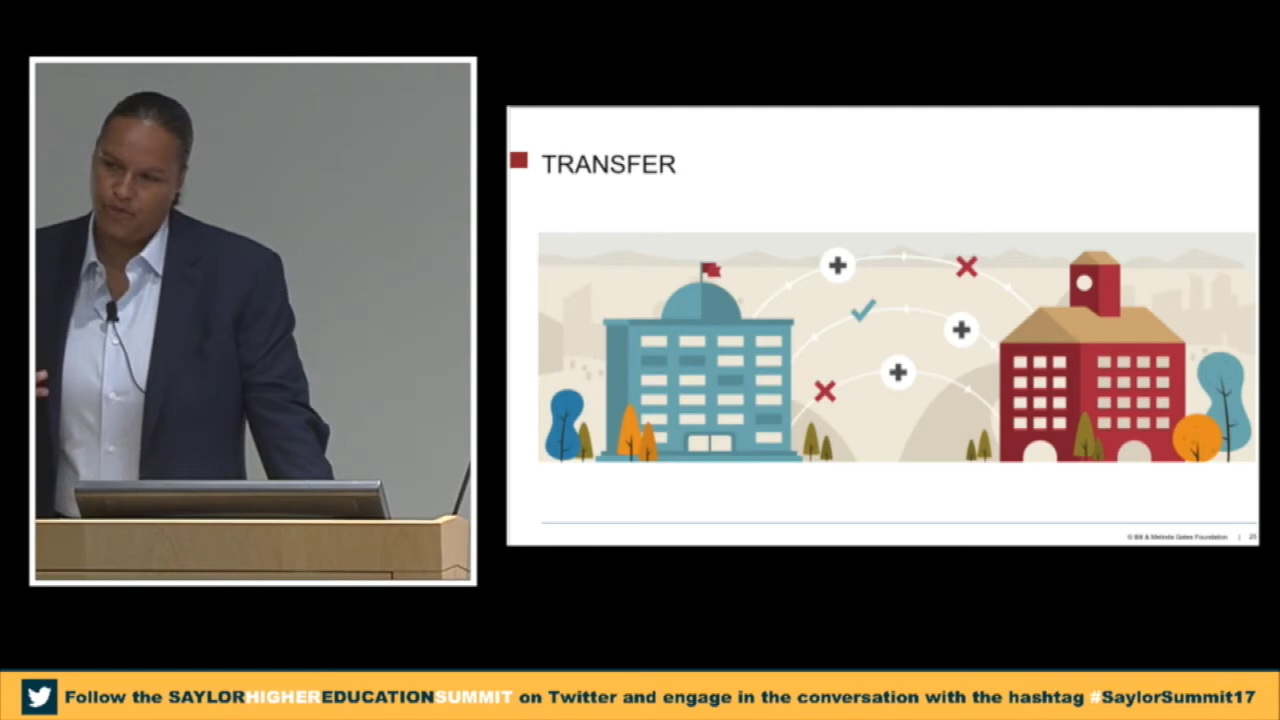 TRANSFER
© Bill & Melinda Gates Foundation | 25
Follow the SAYLORHIGHEREDUCATIONSUMMIT on Twitter and engage in the conversation with the hashtag #SaylorSummit17